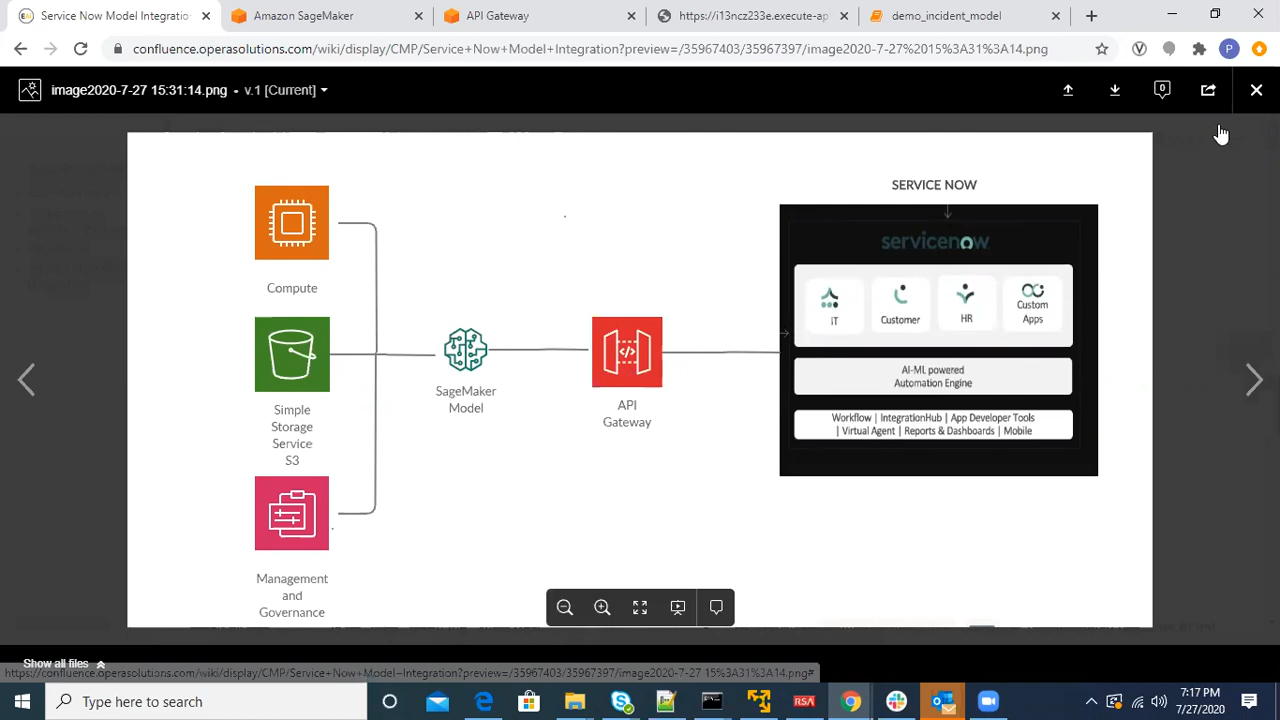 Service Now Model Integratio
Amazon SageMaker
API Gateway
https://i13icz233e.execute-ap
demo_incident_model
confluence.operasolutions.com/wiki/display/CMP/Service+Now+Model+Integration?preview=/35967403/35967397/image2020-7-27%2015%3A31%3A14.png
P
image2020-7-27 15:31:14.png • v.1 [Current]
0
SERVICE NOW
servicenow
IT
Customer
HR
Custom
Apps
AI-ML powered
Automation Engine
Workflow | IntegrationHub | App Developer Tools
| Virtual Agent | Reports & Dashboards | Mobile
Compute
Simple
Storage
Service
S3
SageMaker
Model
API
Gateway
Management
and
Governance
Show all files
https://confluence.operasolutions.com/wiki/display/CMP/Service+Now+Model+Integration?preview=/35967403/35967397/image2020-7-27 15%3A31%3A14.png#
Type here to search
RSA
7:17 PM
7/27/2020